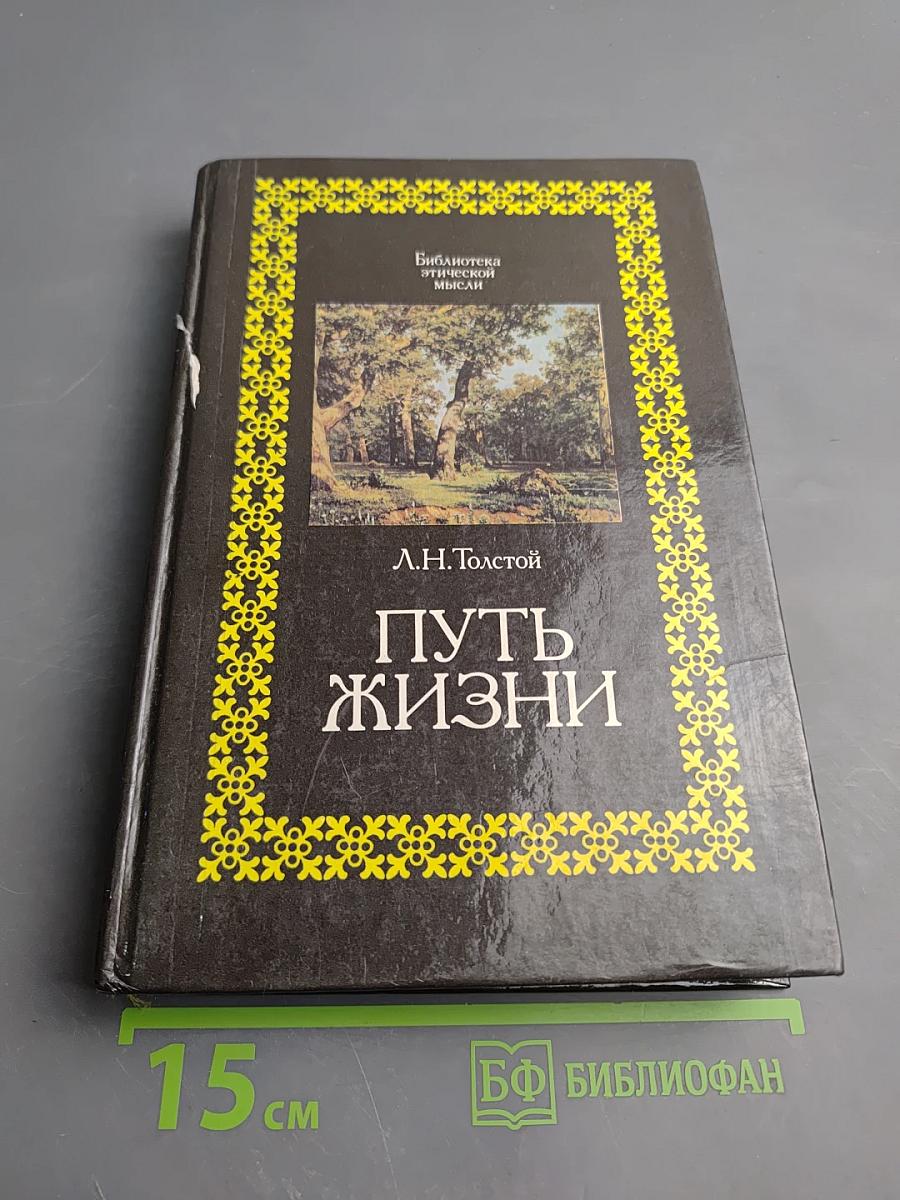 Библиотека
этической
мысли
Л.Н.Толстой
ПУТЬ
ЖИЗНИ
15 см
БФ БИБЛИОФАН